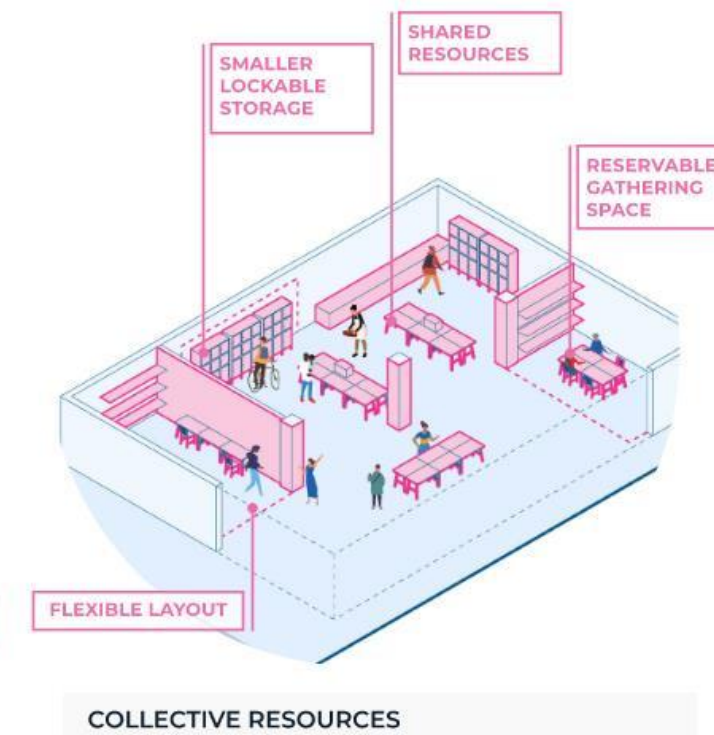 SHARED
RESOURCES
SMALLER
LOCKABLE
STORAGE
RESERVABLE
GATHERING
SPACE
FLEXIBLE LAYOUT
COLLECTIVE RESOURCES